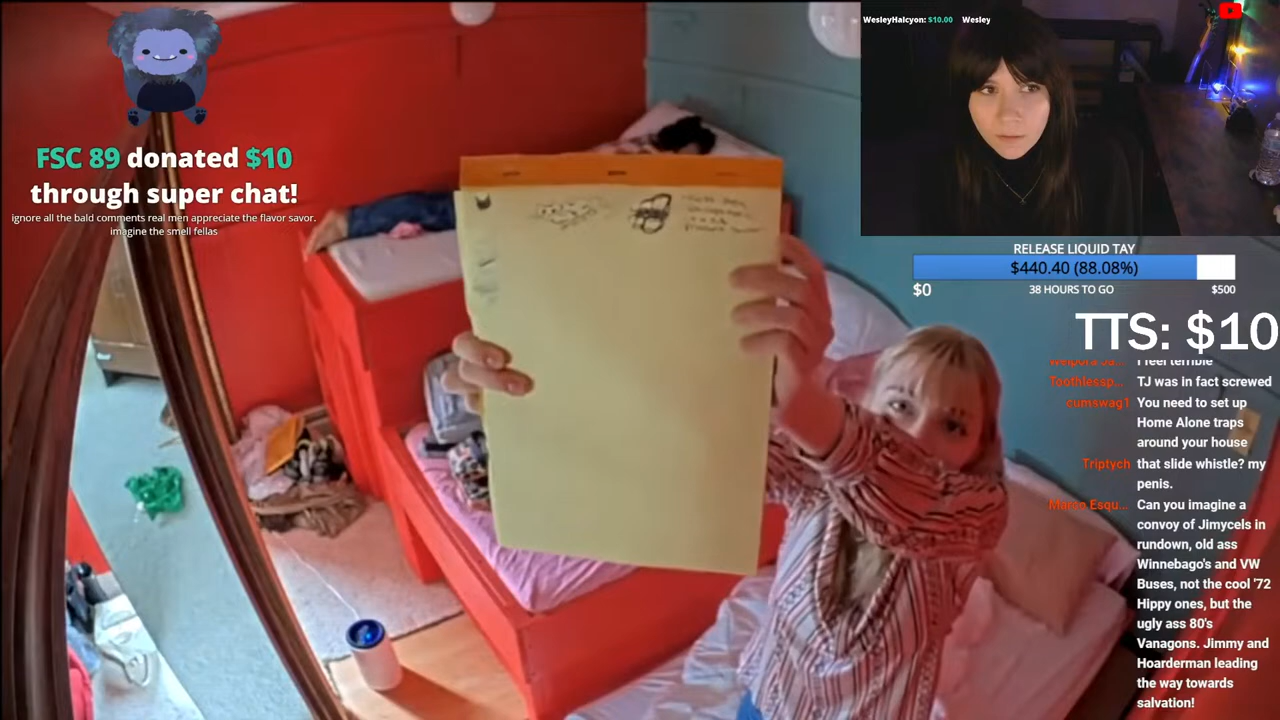 FSC 89 donated $10
through super chat!
ignore all the bald comments real men appreciate the flavor savor.
imagine the smell fellas
WesleyHalcyon: $10.00 Wesley
RELEASE LIQUID TAY
$440.40 (88.08%)
$0 38 HOURS TO GO $500
TTS: $10
I feel terrible
Toothlessp... TJ was in fact screwed
cumswag1 You need to set up
Home Alone traps
around your house
Triptych that slide whistle? my
penis.
Marco Esqu... Can you imagine a
convoy of Jimycels in
rundown, old ass
Winnebago's and VW
Buses, not the cool '72
Hippy ones, but the
ugly ass 80's
Vanagons. Jimmy and
Hoarderman leading
the way towards
salvation!